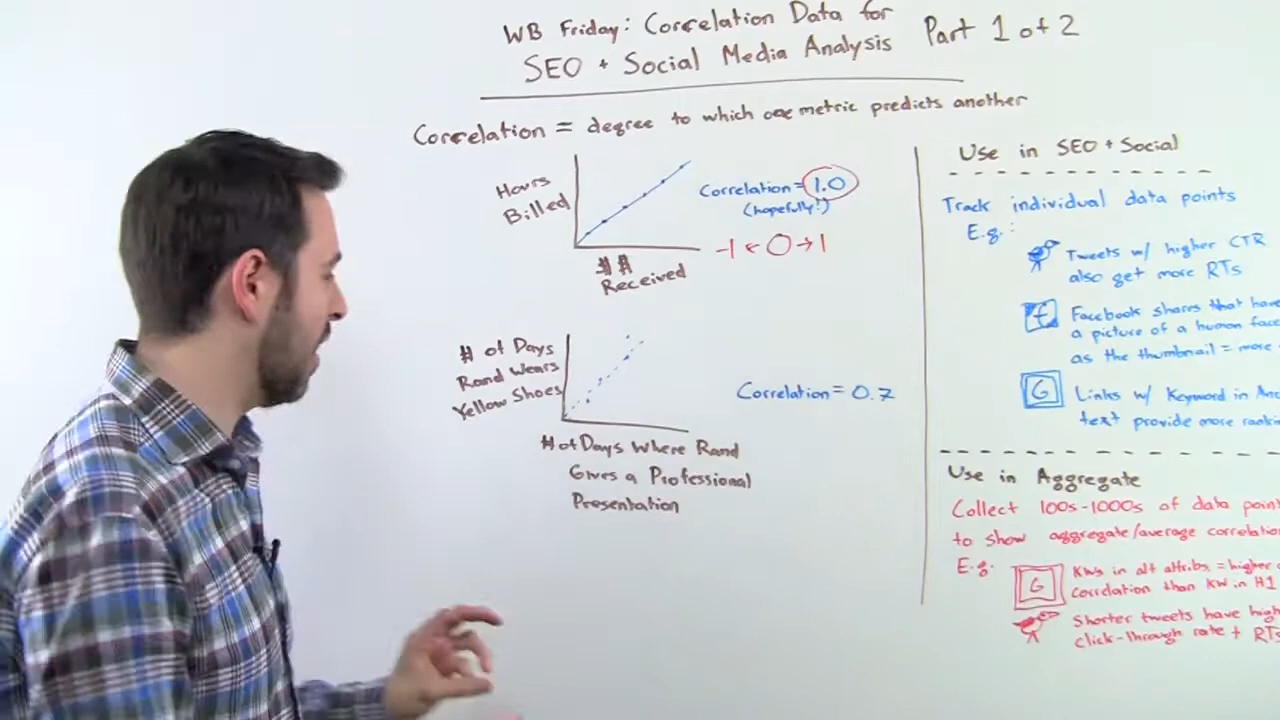 WB Friday: Correlation Data for
SEO + Social Media Analysis Part 1 of 2
Correlation = degree to which one metric predicts another
Hours
Billed
$$
Received
Correlation = 1.0
(hopefully!)
-1 ← 0 → 1
# of Days
Rand Wears
Yellow Shoes
# of Days Where Rand
Gives a Professional
Presentation
Correlation = 0.7
Use in SEO + Social
Track individual data points
E.g.:
Tweets w/ higher CTR
also get more RTs
f
Facebook shares that have
a picture of a human face
as the thumbnail = more
G
Links w/ Keyword in Anc
text provide more ranki
Use in Aggregate
Collect 100s-1000s of data point
to show aggregate/average correlation
E.g.
G
KWs in alt attribs. = higher
correlation than KW in H1
Shorter tweets have high
click-through rate + RTs